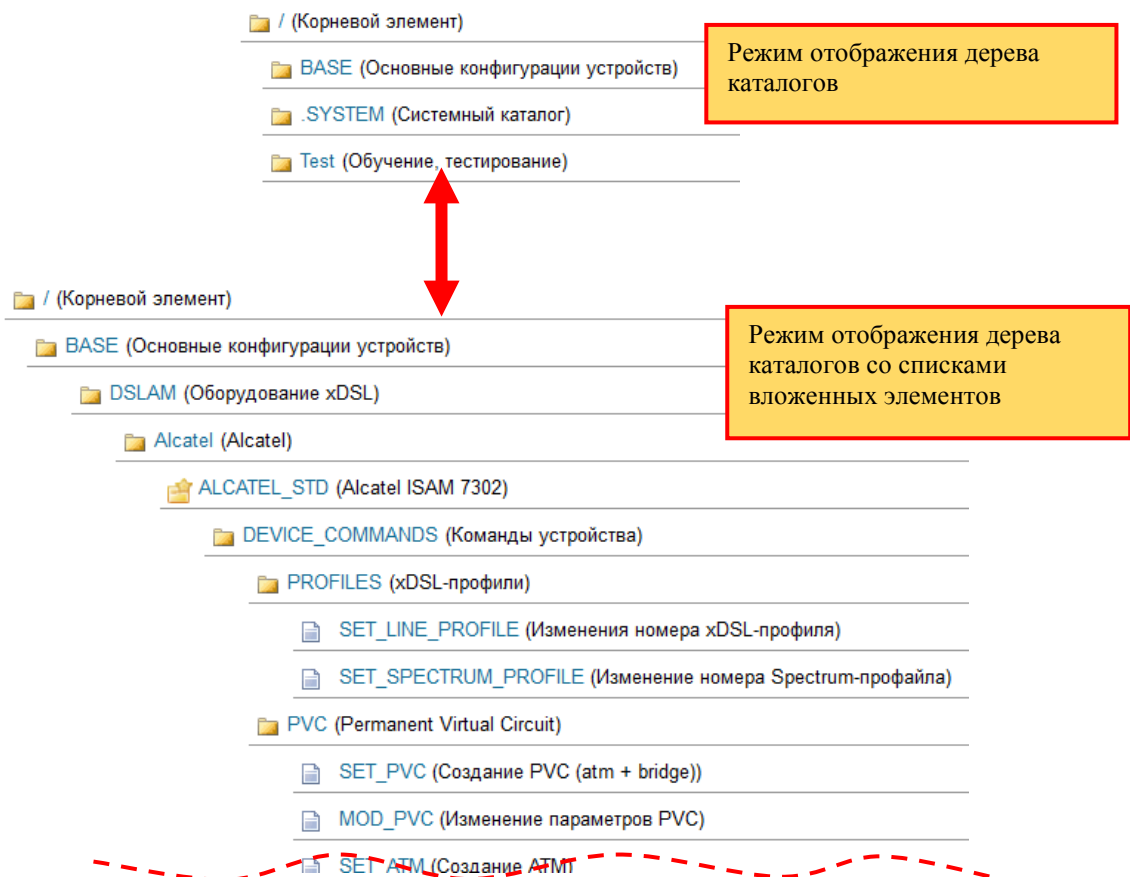 / (Корневой элемент)
BASE (Основные конфигурации устройств)
.SYSTEM (Системный каталог)
Test (Обучение, тестирование)
Режим отображения дерева
каталогов
/ (Корневой элемент)
BASE (Основные конфигурации устройств)
DSLAM (Оборудование xDSL)
Alcatel (Alcatel)
ALCATEL_STD (Alcatel ISAM 7302)
DEVICE_COMMANDS (Команды устройства)
PROFILES (xDSL-профили)
SET_LINE_PROFILE (Изменения номера xDSL-профиля)
SET_SPECTRUM_PROFILE (Изменение номера Spectrum-профайла)
PVC (Permanent Virtual Circuit)
SET_PVC (Создание PVC (atm + bridge))
MOD_PVC (Изменение параметров PVC)
SET_ATM (Создание ATM)
Режим отображения дерева
каталогов со списками
вложенных элементов